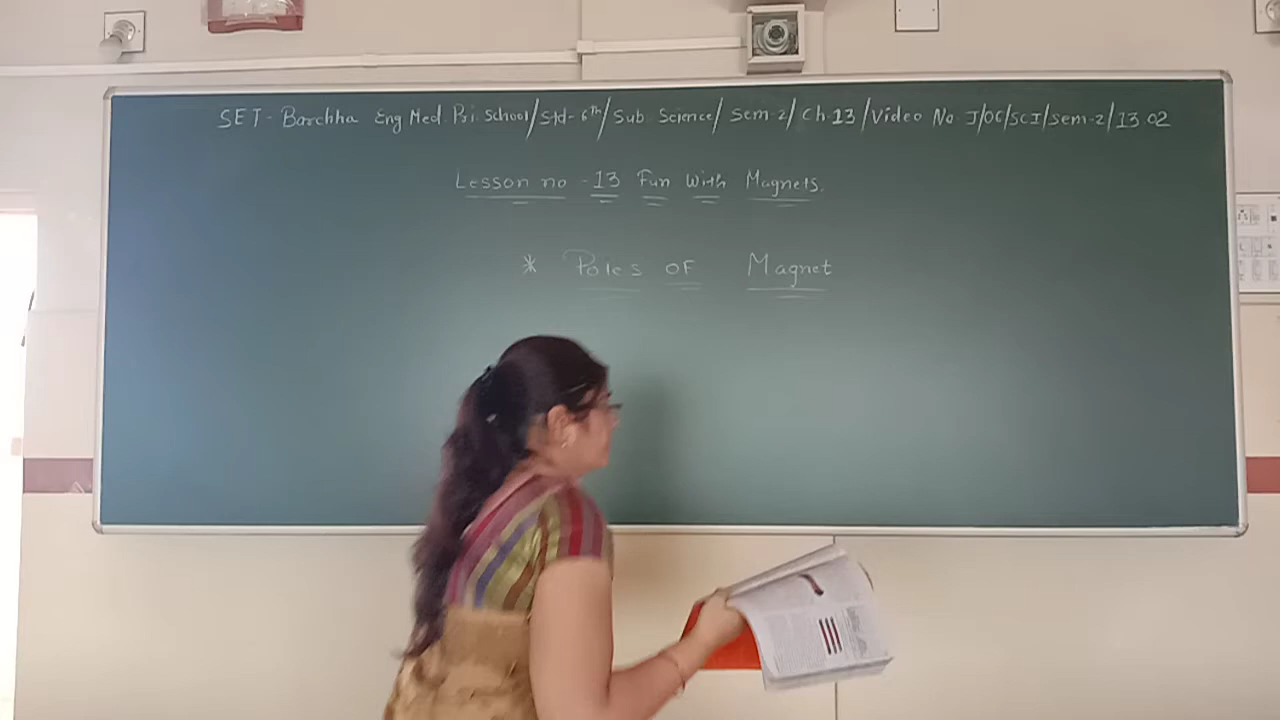 SET- Barchha Eng Med Pri. School/Std-6th/Sub Science/ Sem-2/ Ch.13/Video No I/OC/SCI/sem-2/13.02
Lesson no -13 Fun With Magnets.
* Poles OF Magnet